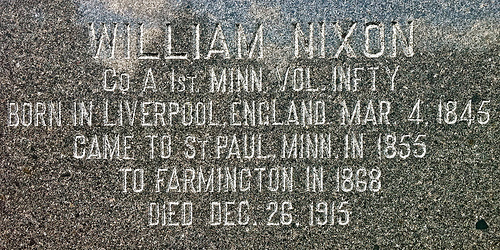 WILLIAM NIXON
Co. A 1st. MINN. VOL. INFTY.
BORN IN LIVERPOOL, ENGLAND MAR. 4, 1845
CAME TO St. PAUL, MINN. IN 1855
TO FARMINGTON IN 1868
DIED DEC. 26, 1915